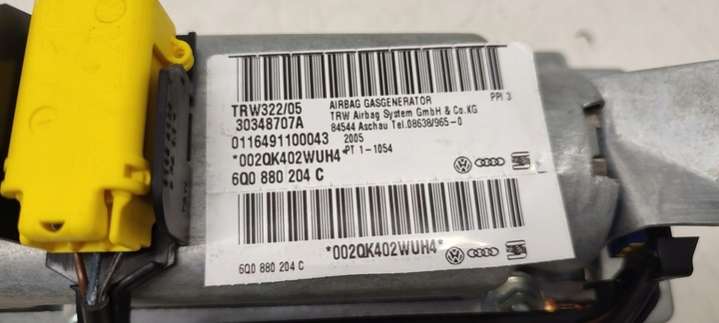 TRW322/05
30348707A
0116491100043
*002QK402WUH4*
6Q0 880 204 C
AIRBAG GASGENERATOR PPI 3
TRW Airbag System GmbH & Co.KG
84544 Aschau Tel.08638/965-0
2005
PT 1-1054
*002QK402WUH4*
6Q0 880 204 C